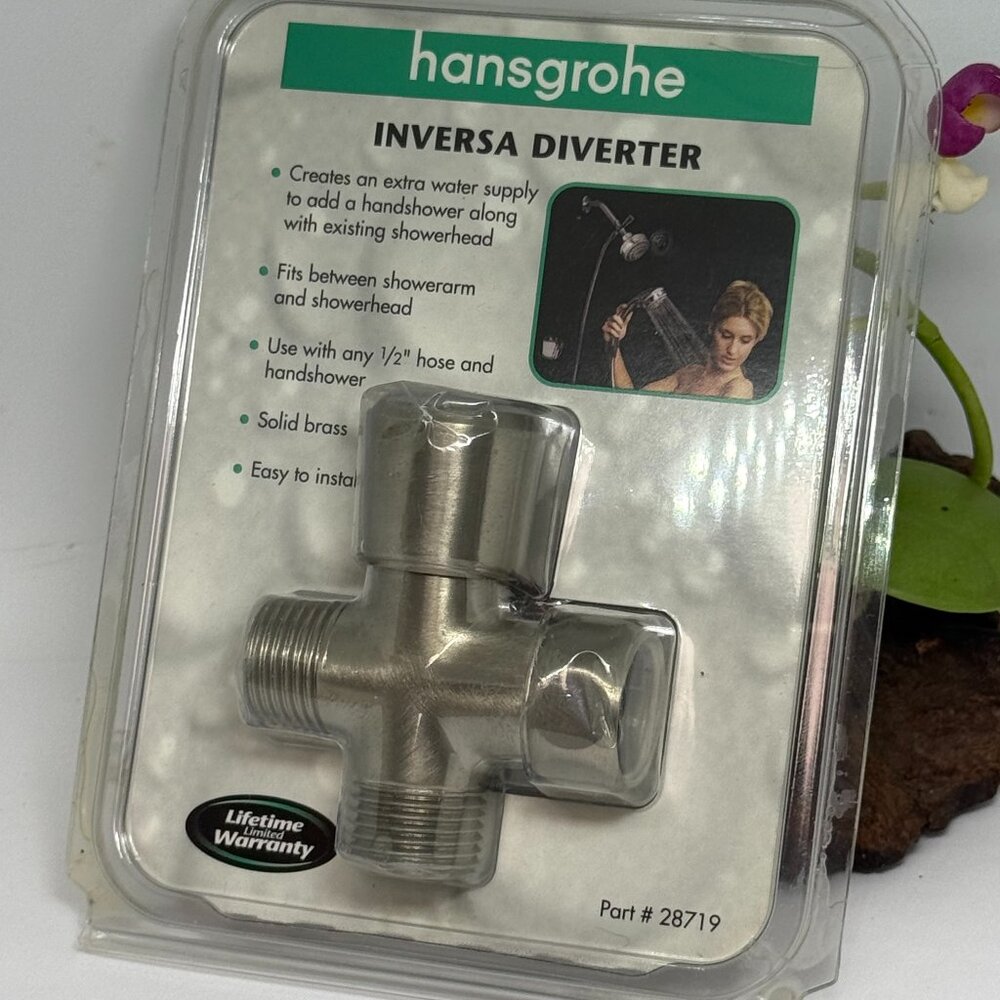 hansgrohe
INVERSA DIVERTER
• Creates an extra water supply
to add a handshower along
with existing showerhead
• Fits between showerarm
and showerhead
• Use with any 1/2" hose and
handshower
• Solid brass
• Easy to instal
Lifetime
Limited
Warranty
Part # 28719